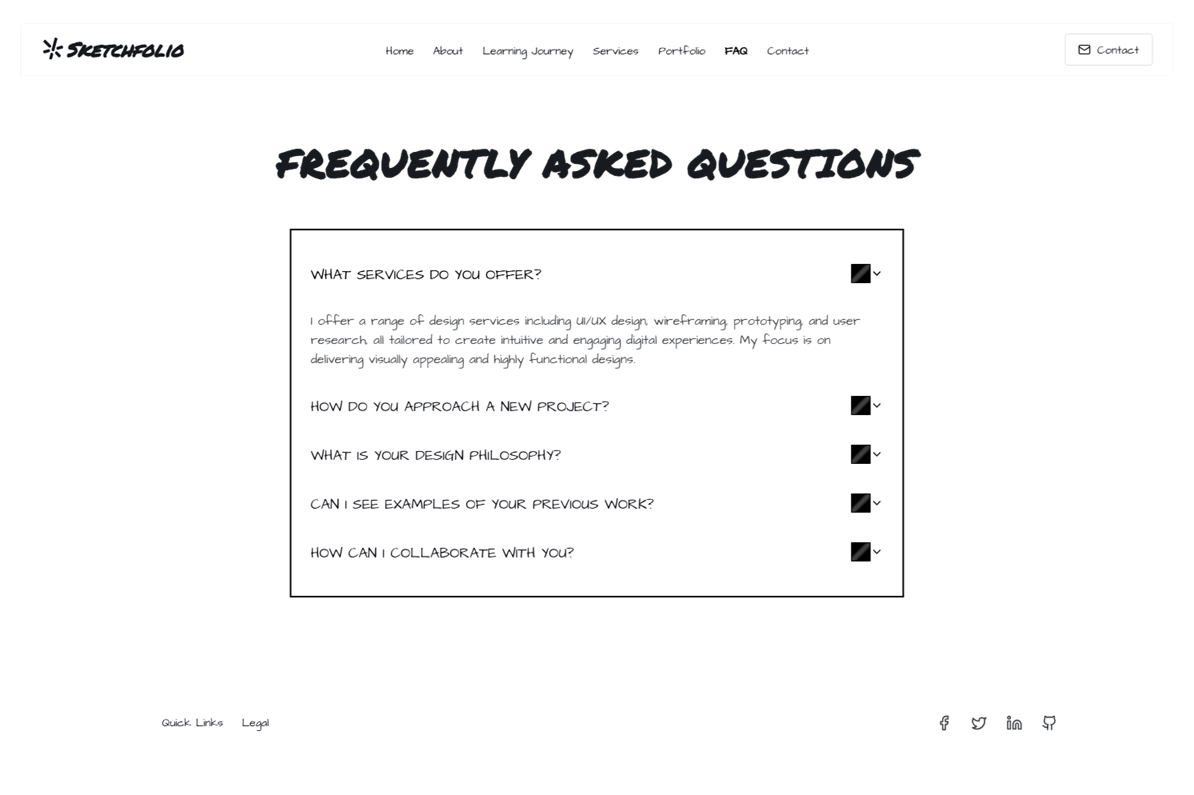 SKETCHFOLIO
Home About Learning Journey Services Portfolio FAQ Contact
Contact
FREQUENTLY ASKED QUESTIONS
WHAT SERVICES DO YOU OFFER?
I offer a range of design services including UI/UX design, wireframing, prototyping, and user
research, all tailored to create intuitive and engaging digital experiences. My focus is on
delivering visually appealing and highly functional designs.
HOW DO YOU APPROACH A NEW PROJECT?
WHAT IS YOUR DESIGN PHILOSOPHY?
CAN I SEE EXAMPLES OF YOUR PREVIOUS WORK?
HOW CAN I COLLABORATE WITH YOU?
Quick Links Legal